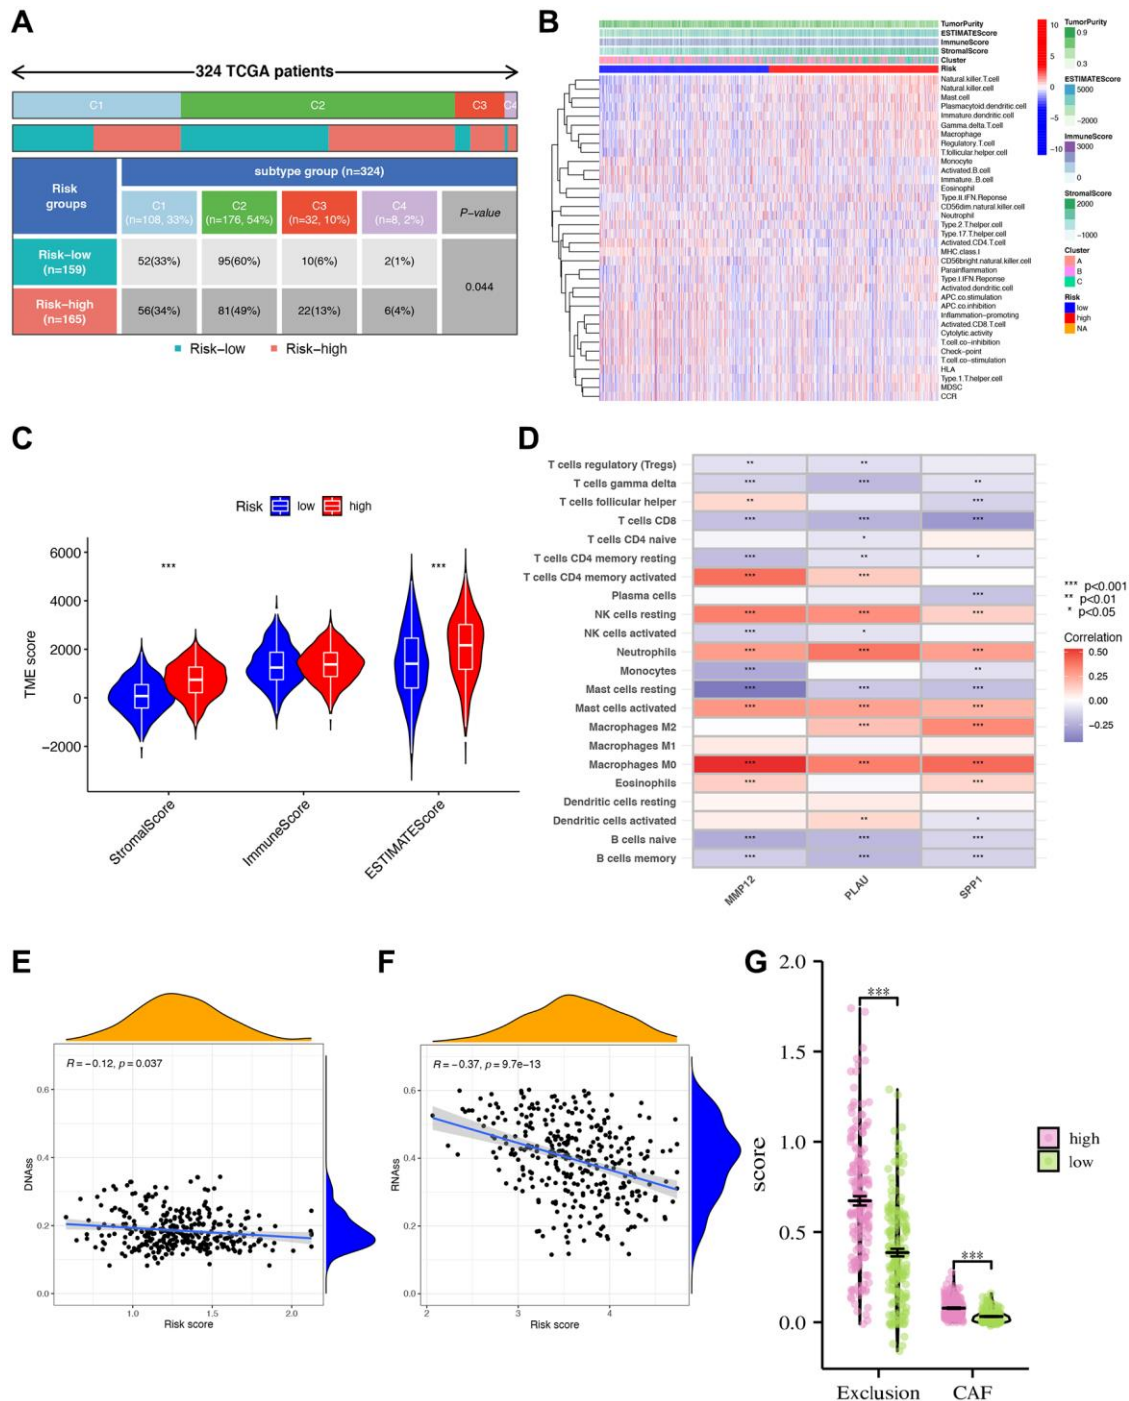 A
324 TCGA patients
C1 C2 C3 C4
Risk groups
subtype group (n=324)
C1 (n=108, 33%)
C2 (n=176, 54%)
C3 (n=32, 10%)
C4 (n=8, 2%)
P-value
Risk-low (n=159)
52(33%) 95(60%) 10(6%) 2(1%)
0.044
Risk-high (n=165)
56(34%) 81(49%) 22(13%) 6(4%)
Risk-low Risk-high
B
TumorPurity
ESTIMATEScore
ImmuneScore
StromalScore
Cluster
Risk
Natural.killer.T.cell
Natural.killer.cell
Mast.cell
Plasmacytoid.dendritic.cell
Immature.dendritic.cell
Gamma.delta.T.cell
Macrophage
Regulatory.T.cell
T.follicular.helper.cell
Monocyte
Activated.B.cell
Immature..B.cell
Eosinophil
Type.II.IFN.Reponse
CD56dim.natural.killer.cell
Neutrophil
Type.2.T.helper.cell
Type.17.T.helper.cell
Activated.CD4.T.cell
MHC.class.I
CD56bright.natural.killer.cell
Parainflammation
Type.I.IFN.Reponse
Activated.dendritic.cell
APC.co.stimulation
APC.co.inhibition
Inflammation-promoting
Activated.CD8.T.cell
Cytolytic.activity
T.cell.co-inhibition
Check-point
T.cell.co-stimulation
HLA
Type.1.T.helper.cell
MDSC
CCR
10
5
0
-5
-10
TumorPurity
0.9
0.3
ESTIMATEScore
5000
-2000
ImmuneScore
3000
0
StromalScore
2000
-1000
Cluster
A
B
C
Risk
low
high
NA
C
Risk low high
TME score
6000
4000
2000
0
-2000
*** ***
StromalScore
ImmuneScore
ESTIMATEScore
D
T cells regulatory (Tregs) ** **
T cells gamma delta *** *** **
T cells follicular helper ** ***
T cells CD8 *** *** ***
T cells CD4 naive *
T cells CD4 memory resting *** ** *
T cells CD4 memory activated *** ***
Plasma cells ***
NK cells resting *** *** ***
NK cells activated *** *
Neutrophils *** *** ***
Monocytes *** **
Mast cells resting *** *** ***
Mast cells activated *** *** ***
Macrophages M2 *** ***
Macrophages M1
Macrophages M0 *** *** ***
Eosinophils *** ***
Dendritic cells resting
Dendritic cells activated ** *
B cells naive *** *** ***
B cells memory *** *** ***
MMP12
PLAU
SPP1
*** p<0.001
** p<0.01
* p<0.05
Correlation
0.50
0.25
0.00
-0.25
E
R=-0.12, p=0.037
DNAss
0.6
0.4
0.2
0.0
1.0 1.5 2.0
Risk score
F
R=-0.37, p=9.7e-13
RNAss
0.6
0.4
0.2
0.0
2 3 4
Risk score
G
score
2.0
1.5
1.0
0.5
0.0
***
***
Exclusion CAF
high
low